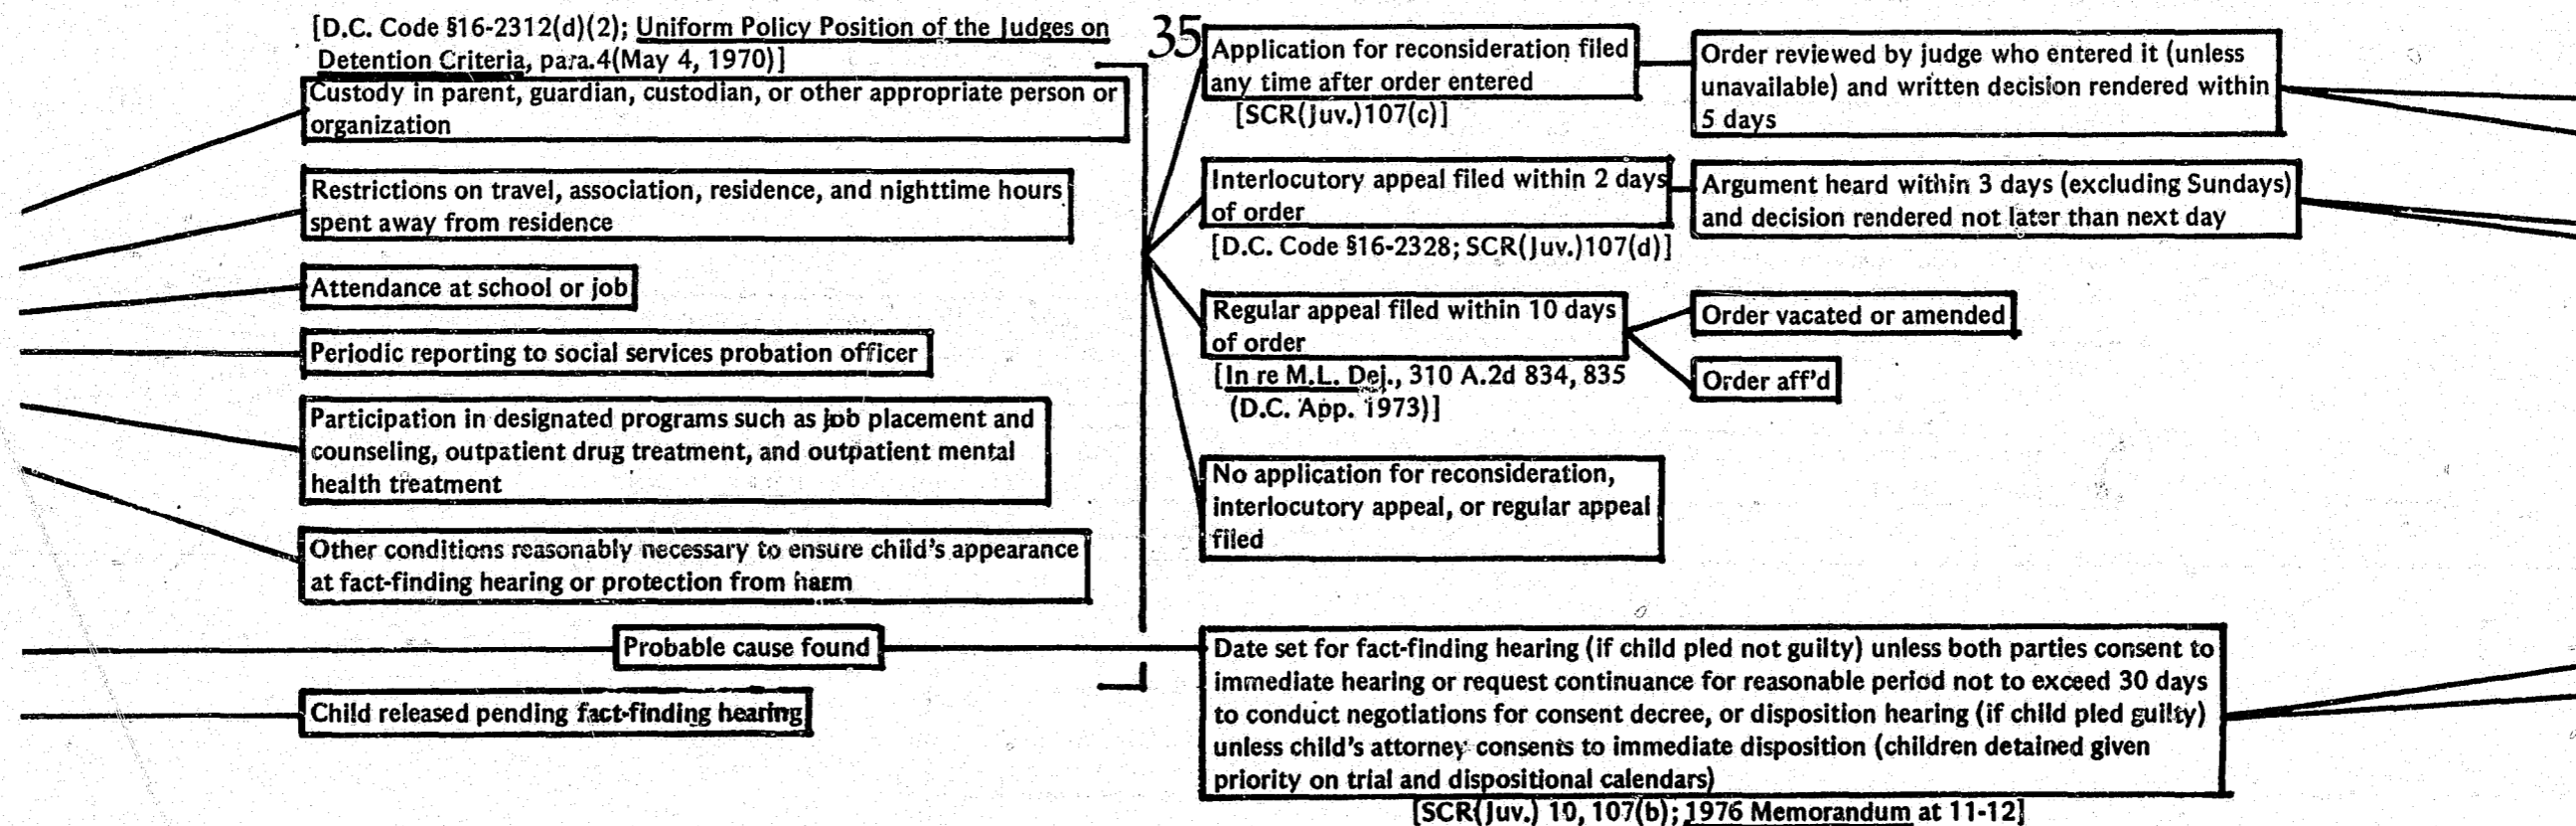 [D.C. Code §16-2312(d)(2); Uniform Policy Position of the Judges on
Detention Criteria, para.4(May 4, 1970)]
Custody in parent, guardian, custodian, or other appropriate person or
organization
Restrictions on travel, association, residence, and nighttime hours
spent away from residence
Attendance at school or job
Periodic reporting to social services probation officer
Participation in designated programs such as job placement and
counseling, outpatient drug treatment, and outpatient mental
health treatment
Other conditions reasonably necessary to ensure child's appearance
at fact-finding hearing or protection from harm
Probable cause found
Child released pending fact-finding hearing
35
Application for reconsideration filed
any time after order entered
[SCR(Juv.)107(c)]
Order reviewed by judge who entered it (unless
unavailable) and written decision rendered within
5 days
Interlocutory appeal filed within 2 days
of order
[D.C. Code §16-2328; SCR(Juv.)107(d)]
Argument heard within 3 days (excluding Sundays)
and decision rendered not later than next day
Regular appeal filed within 10 days
of order
[In re M.L. Dej., 310 A.2d 834, 835
(D.C. App. 1973)]
Order vacated or amended
Order aff'd
No application for reconsideration,
interlocutory appeal, or regular appeal
filed
Date set for fact-finding hearing (if child pled not guilty) unless both parties consent to
immediate hearing or request continuance for reasonable period not to exceed 30 days
to conduct negotiations for consent decree, or disposition hearing (if child pled guilty)
unless child's attorney consents to immediate disposition (children detained given
priority on trial and dispositional calendars)
[SCR(Juv.) 10, 107(b); 1976 Memorandum at 11-12]